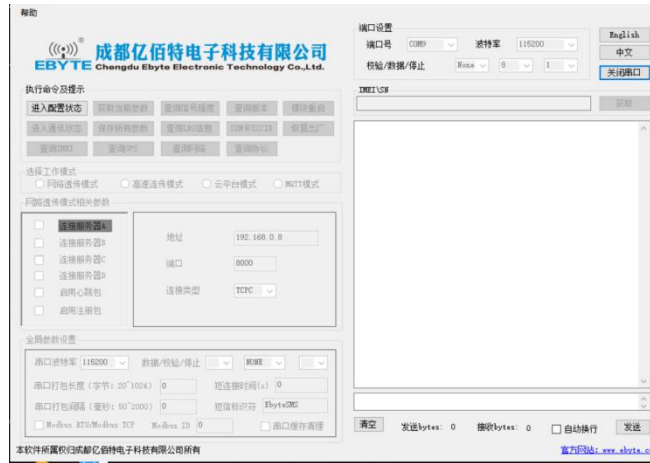 帮助
EBYTE 成都亿佰特电子科技有限公司
Chengdu Ebyte Electronic Technology Co.,Ltd.
端口设置
端口号 COM9 波特率 115200
校验/数据/停止 None 8 1
English
中文
关闭串口
执行命令及提示
进入配置状态 获取当前参数 查询信号强度 查询版本 模块重启
进入通讯状态 保存所有参数 查询LBS信息 SIM卡ICCID 恢复出厂
查询IMEI 查询GPS 查询网络 查询协议
IMEI\SN
获取
选择工作模式
网络透传模式 高速连传模式 云平台模式 MQTT模式
网络透传模式相关参数
连接服务器A
连接服务器B
连接服务器C
连接服务器D
启用心跳包
启用注册包
地址 192.168.0.8
端口 8000
连接类型 TCPC
全局参数设置
串口波特率 115200 数据/校验/停止 NONE
串口打包长度（字节：20~1024） 0 短连接时间(s) 0
串口打包间隔（毫秒：50~2000） 0 短信标识符 EbyteSMS
Modbus RTU/Modbus TCP Modbus ID 0 串口缓存清理
清空 发送bytes: 0 接收bytes: 0 自动换行 发送
本软件所属权归成都亿佰特电子科技有限公司所有
官方网站: www.ebyte.c